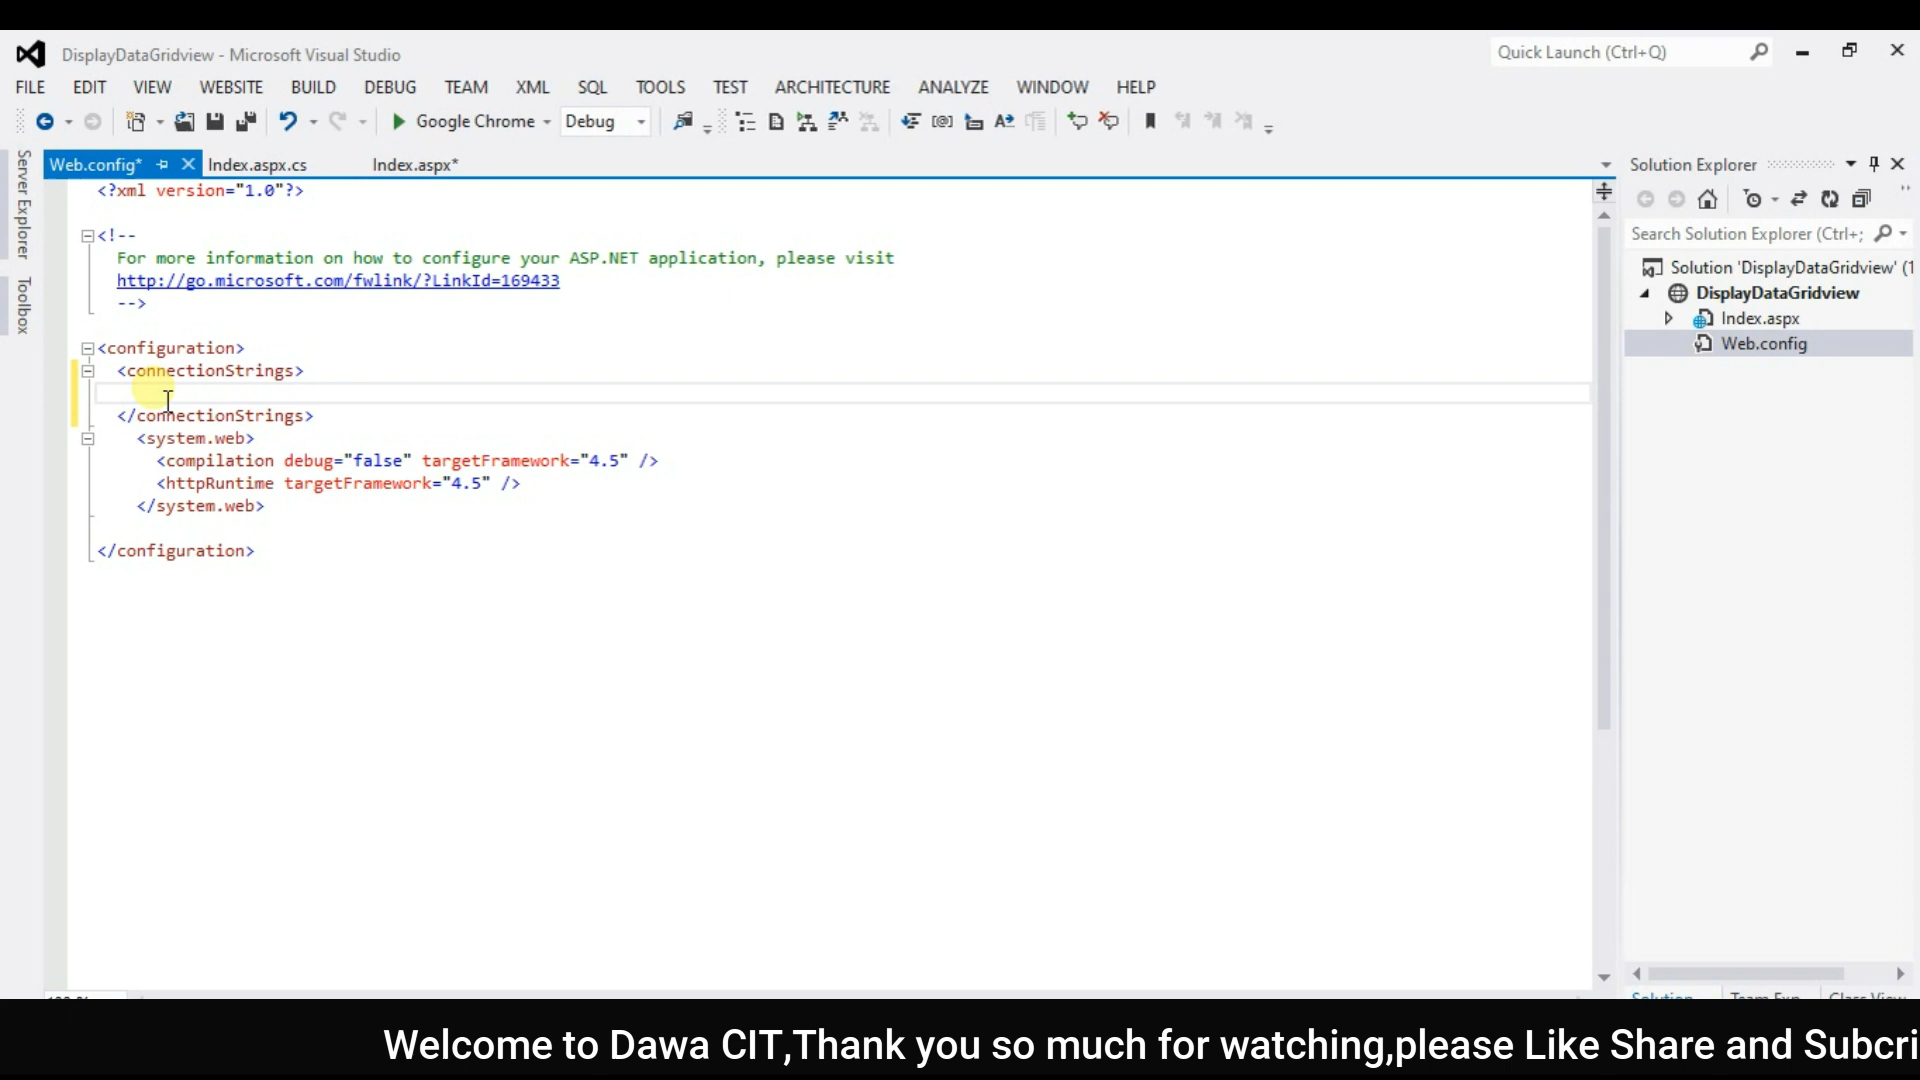 DisplayDataGridview - Microsoft Visual Studio
Quick Launch (Ctrl+Q)
FILE EDIT VIEW WEBSITE BUILD DEBUG TEAM XML SQL TOOLS TEST ARCHITECTURE ANALYZE WINDOW HELP
Google Chrome Debug
Web.config* Index.aspx.cs Index.aspx*
Server Explorer
Toolbox
<?xml version="1.0"?>
<!--
For more information on how to configure your ASP.NET application, please visit
http://go.microsoft.com/fwlink/?LinkId=169433
-->
<configuration>
<connectionStrings>
</connectionStrings>
<system.web>
<compilation debug="false" targetFramework="4.5" />
<httpRuntime targetFramework="4.5" />
</system.web>
</configuration>
Solution Explorer
Search Solution Explorer (Ctrl+;
Solution 'DisplayDataGridview' (1
DisplayDataGridview
Index.aspx
Web.config
Welcome to Dawa CIT,Thank you so much for watching,please Like Share and Subcri